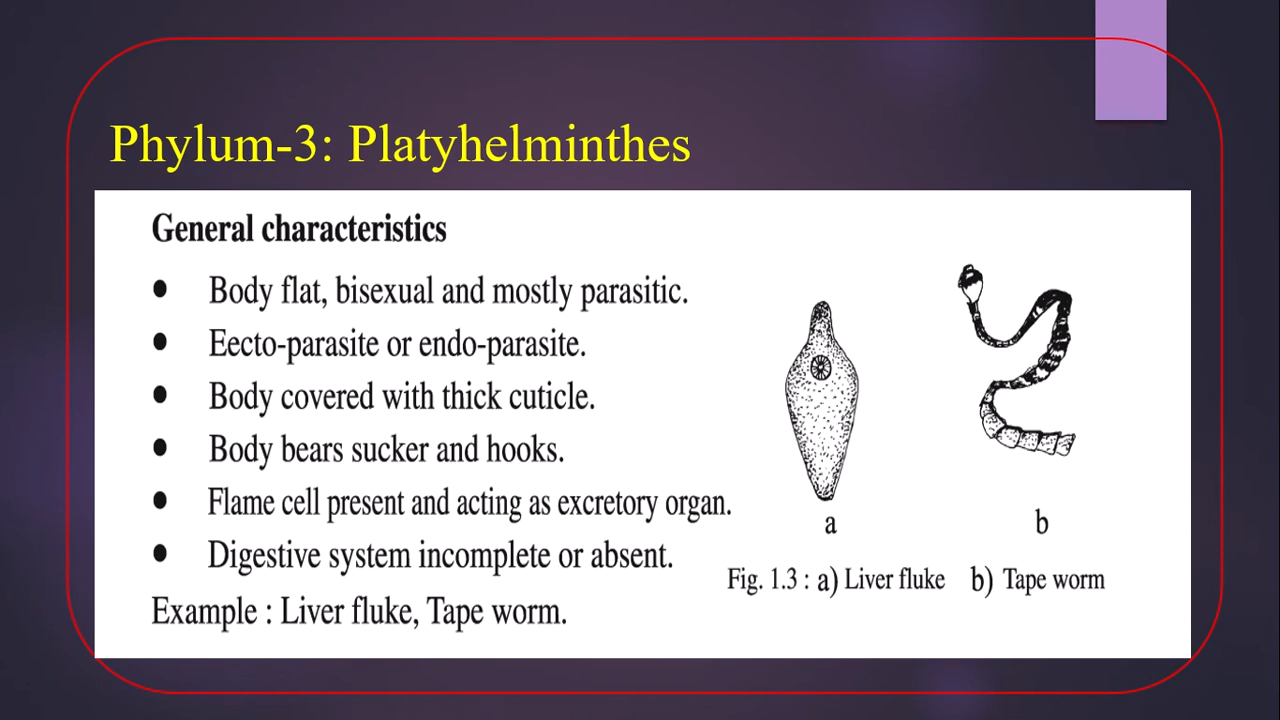 Phylum-3: Platyhelminthes
General characteristics
● Body flat, bisexual and mostly parasitic.
● Eecto-parasite or endo-parasite.
● Body covered with thick cuticle.
● Body bears sucker and hooks.
● Flame cell present and acting as excretory organ.
● Digestive system incomplete or absent.
Example : Liver fluke, Tape worm.
a b
Fig. 1.3 : a) Liver fluke b) Tape worm